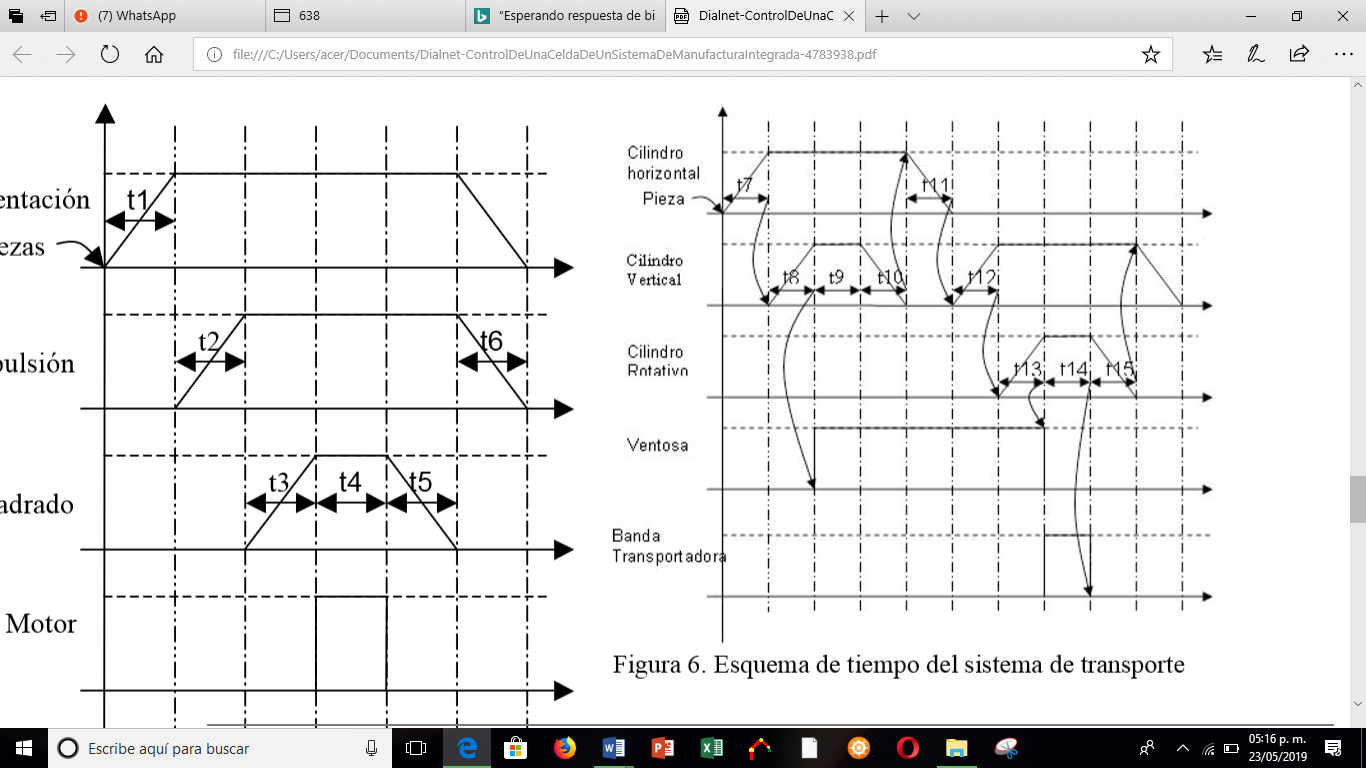 (7) WhatsApp
638
"Esperando respuesta de bi
Dialnet-ControlDeUnaC
file:///C:/Users/acer/Documents/Dialnet-ControlDeUnaCeldaDeUnSistemaDeManufacturaIntegrada-4783938.pdf
entación
t1
ezas
t2
t6
pulsión
t3
t4
t5
adrado
Motor
Cilindro
horizontal
Pieza
t7
t11
Cilindro
Vertical
t8
t9
t10
t12
Cilindro
Rotativo
t13
t14
t15
Ventosa
Banda
Transportadora
Figura 6. Esquema de tiempo del sistema de transporte
Escribe aquí para buscar
05:16 p. m.
23/05/2019